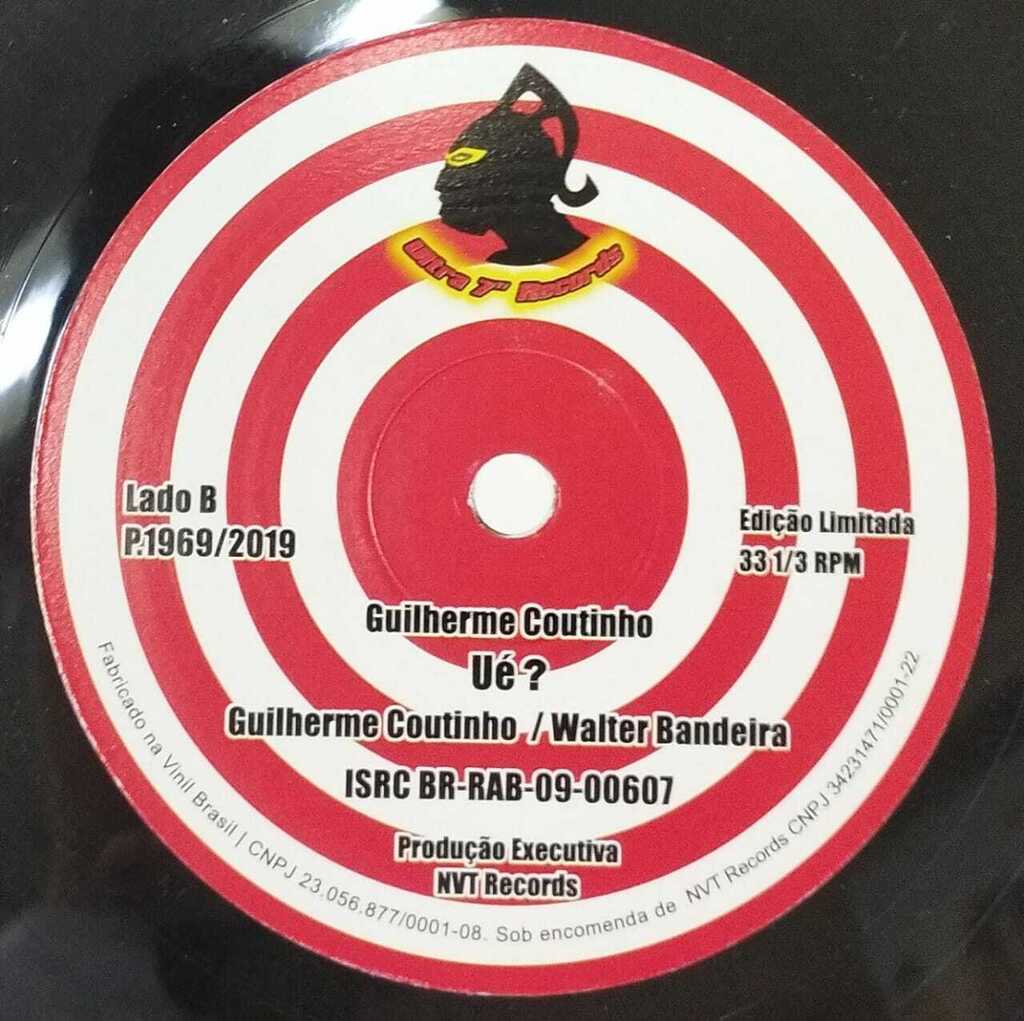 Ultra 7" Records
Lado B
P.1969/2019
Edição Limitada
33 1/3 RPM
Guilherme Coutinho
Ué ?
Guilherme Coutinho / Walter Bandeira
ISRC BR-RAB-09-00607
Produção Executiva
NVT Records
Fabricado na Vinil Brasil | CNPJ 23.056.877/0001-08. Sob encomenda de NVT Records CNPJ 34231471/0001-22